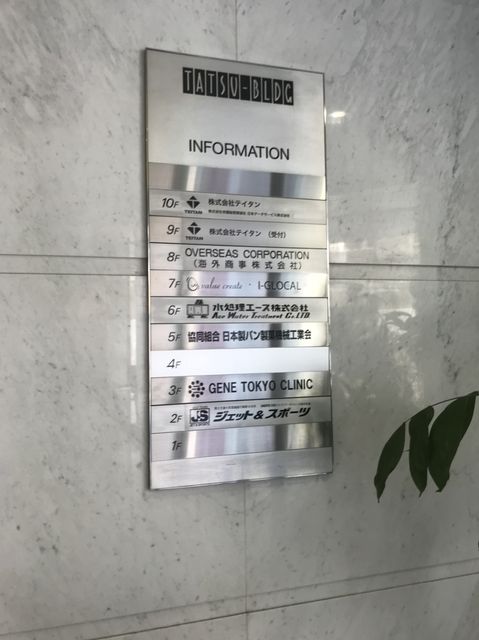 TATSU-BLDG
INFORMATION
10F TEITAN 株式会社テイタン
9F TEITAN 株式会社テイタン (受付)
8F OVERSEAS CORPORATION
(海外商事株式会社)
7F value create・I-GLOCAL
6F 水処理エース株式会社
Ace Water Treatment Co.LTD.
5F 協同組合 日本製パン製菓機械工業会
4F
3F GENE TOKYO CLINIC
2F JS ジェット&スポーツ
1F